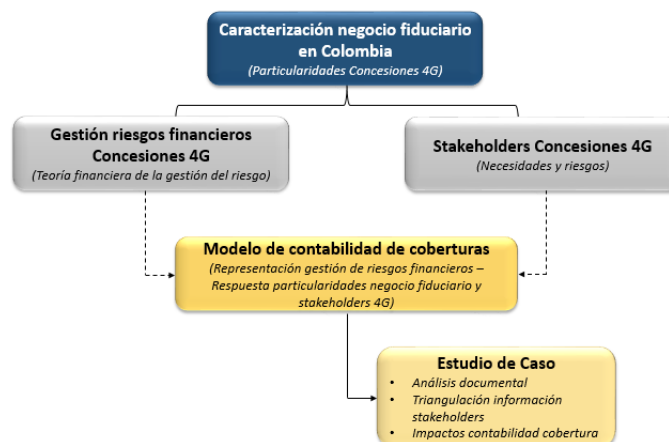 Caracterización negocio fiduciario
en Colombia
(Particularidades Concesiones 4G)
Gestión riesgos financieros
Concesiones 4G
(Teoría financiera de la gestión del riesgo)
Stakeholders Concesiones 4G
(Necesidades y riesgos)
Modelo de contabilidad de coberturas
(Representación gestión de riesgos financieros –
Respuesta particularidades negocio fiduciario y
stakeholders 4G)
Estudio de Caso
• Análisis documental
• Triangulación información
stakeholders
• Impactos contabilidad cobertura